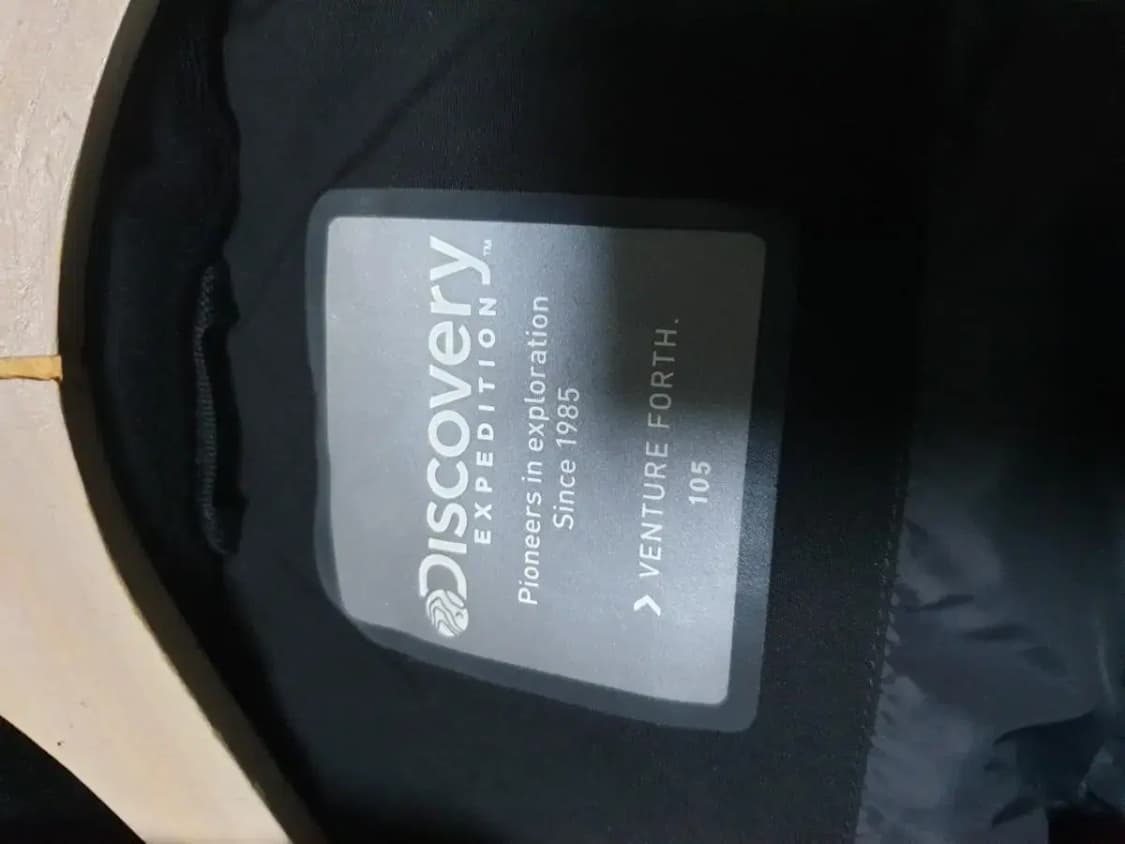 DISCOVERY™
EXPEDITION
Pioneers in exploration
Since 1985
❯ VENTURE FORTH.
105